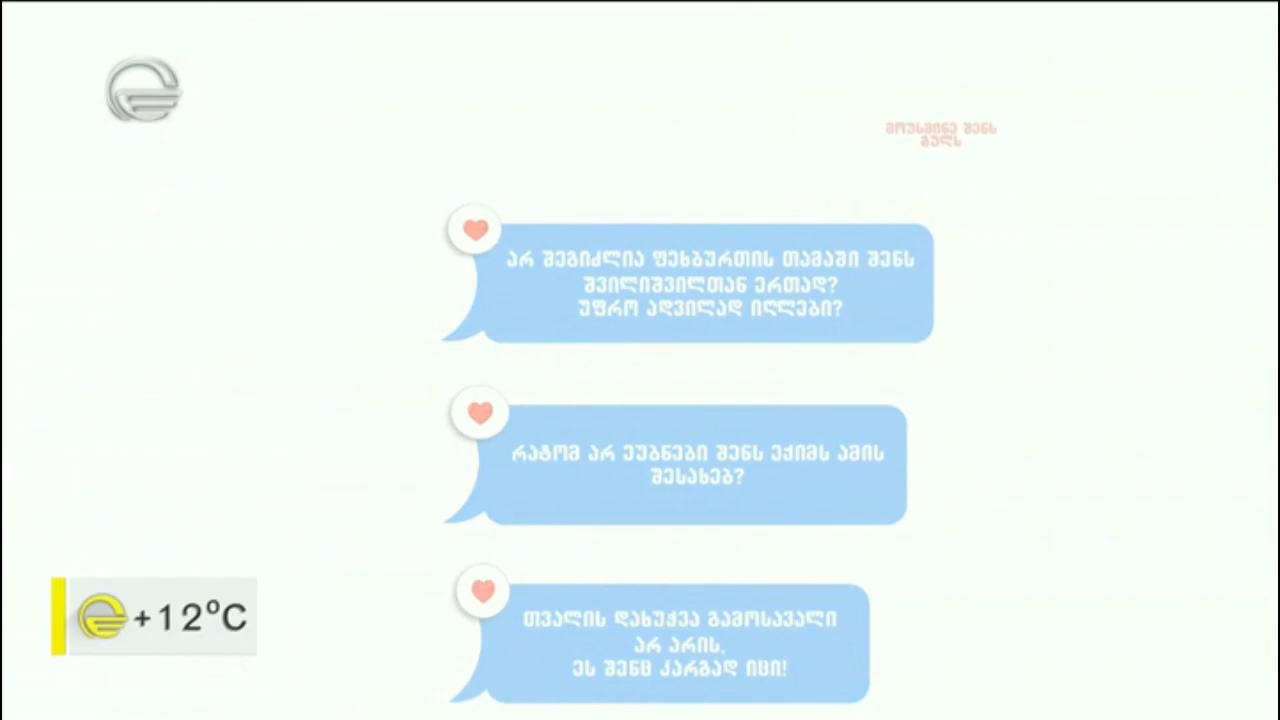 მოუსმინე შენს
გულს
არ შეგიძლია ფეხბურთის თამაში შენს
შვილიშვილთან ერთად?
უფრო ადვილად იღლები?
რატომ არ ეუბნები შენს ექიმს ამის
შესახებ?
თვალის დახუჭვა გამოსავალი
არ არის,
ეს შენც კარგად იცი!
+12°C